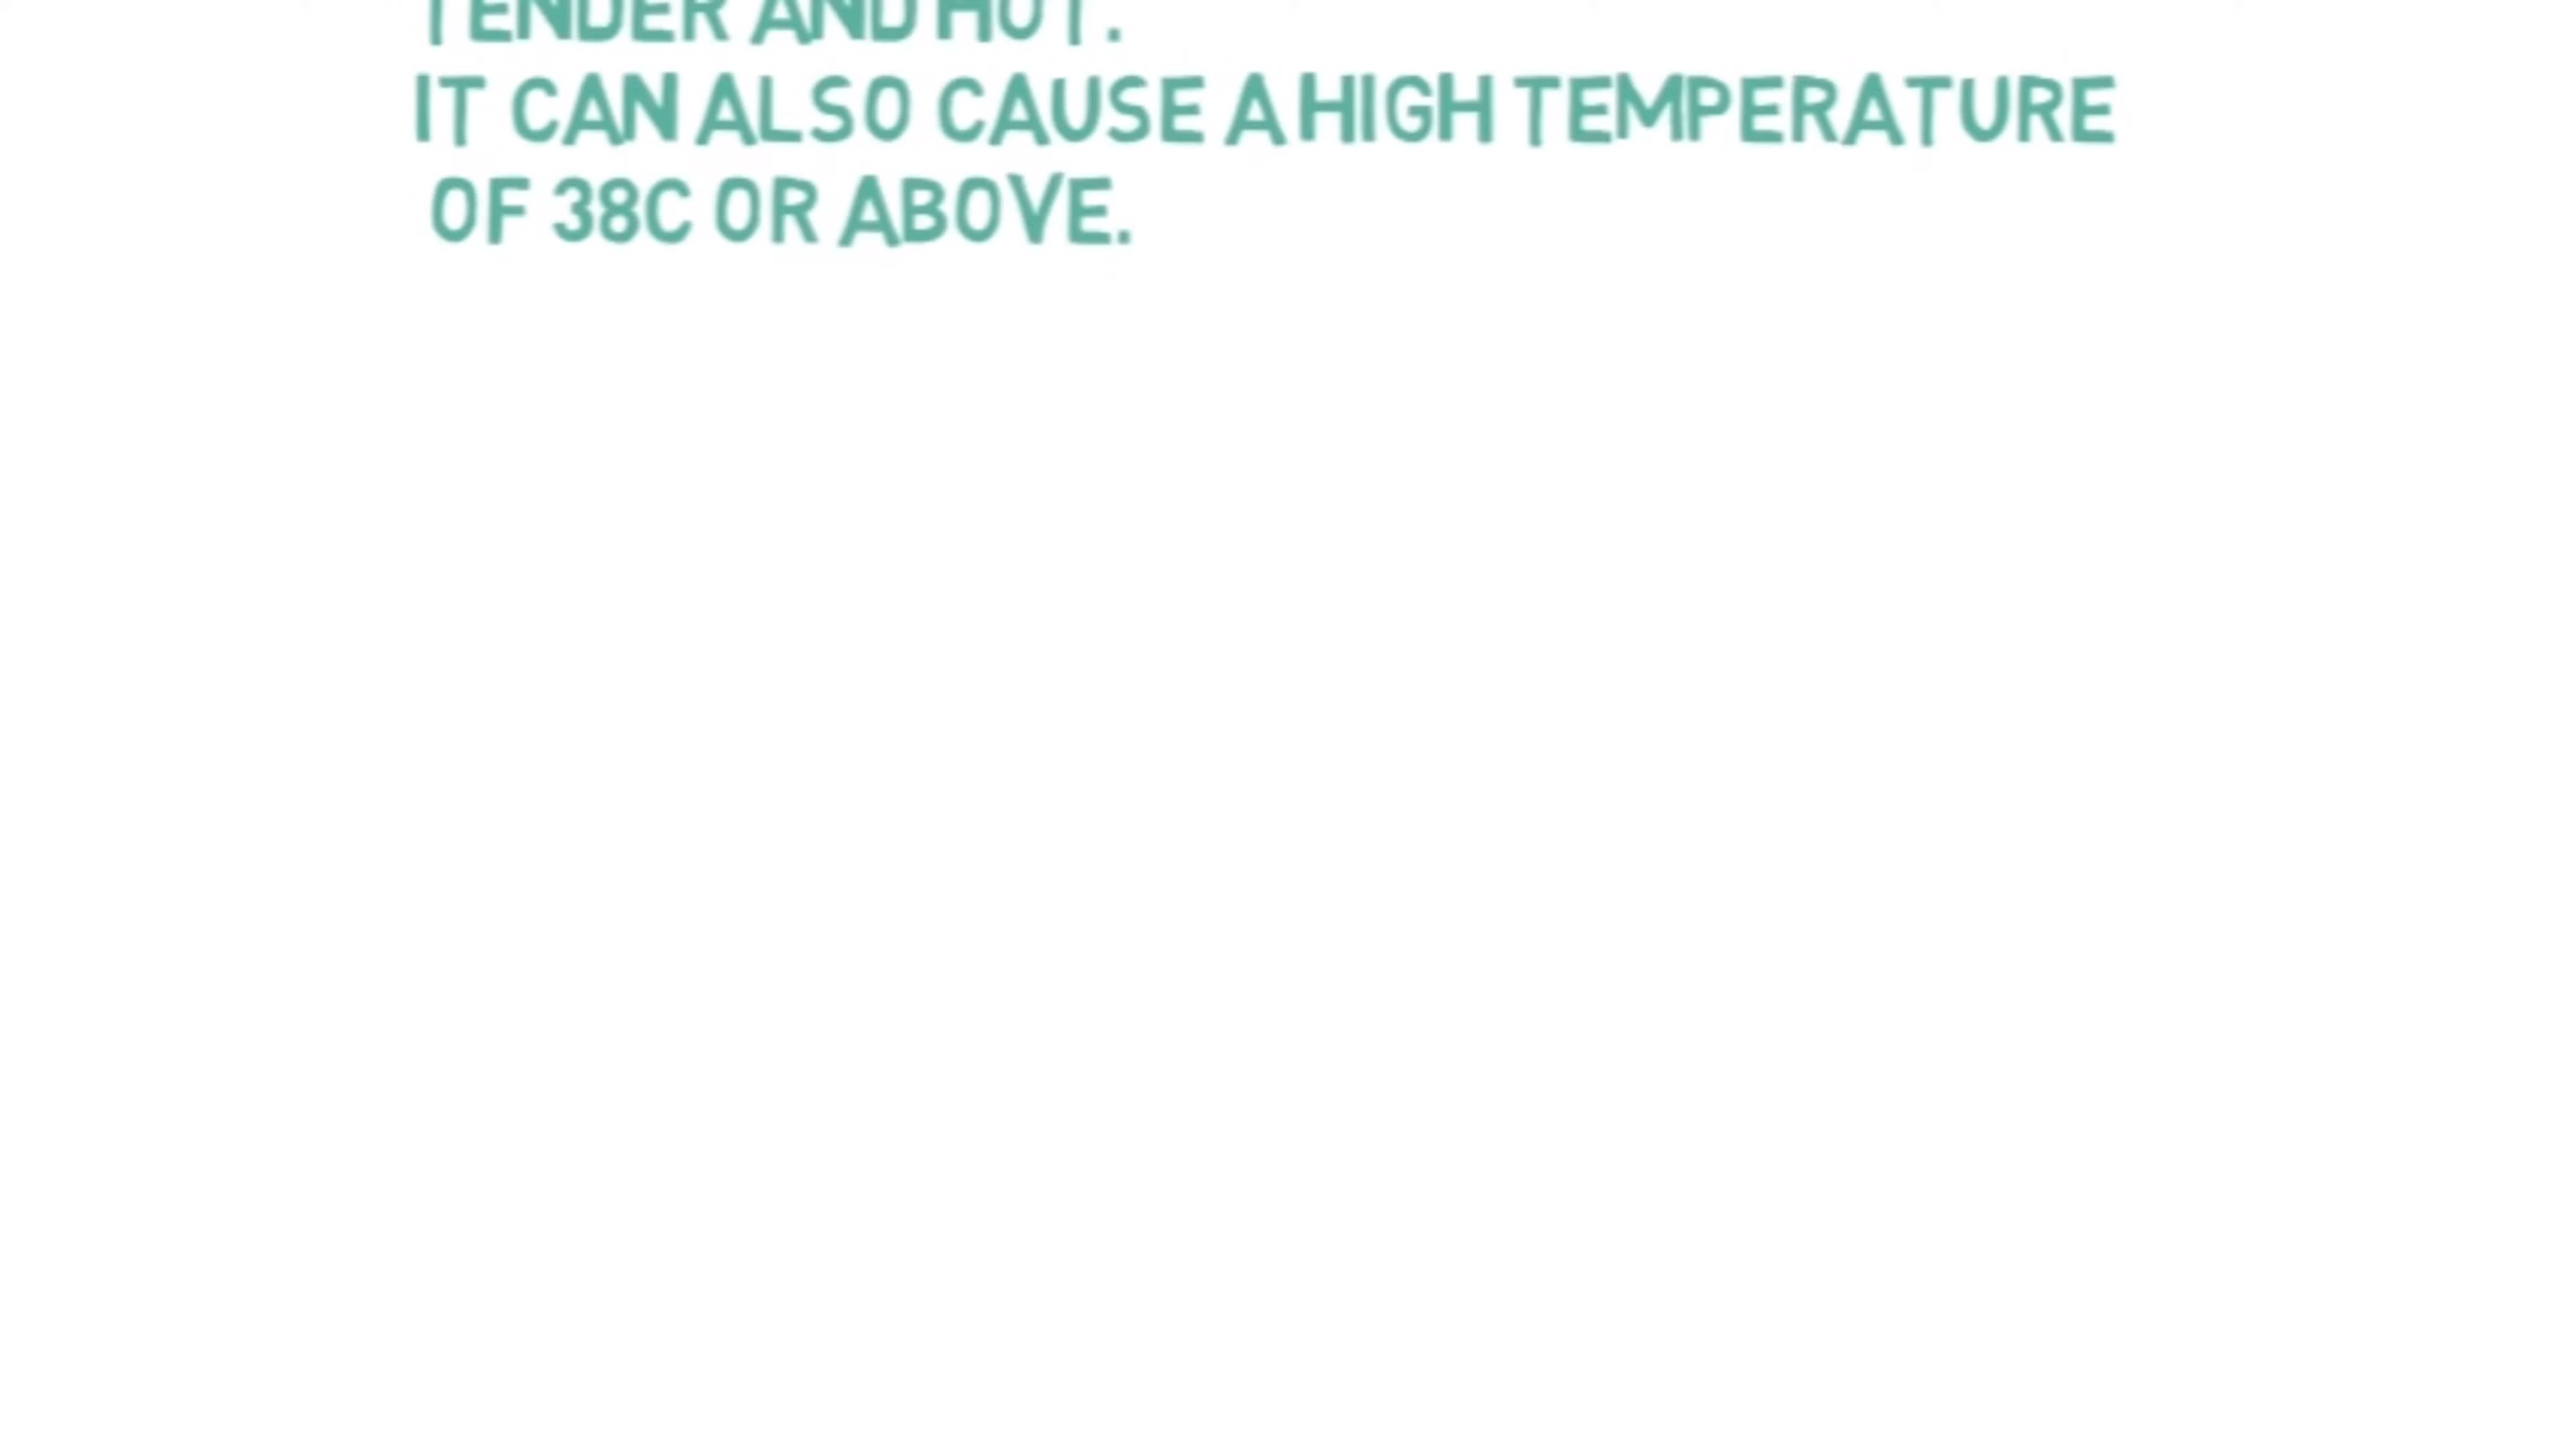 TENDER AND HOT.
IT CAN ALSO CAUSE A HIGH TEMPERATURE
OF 38C OR ABOVE.